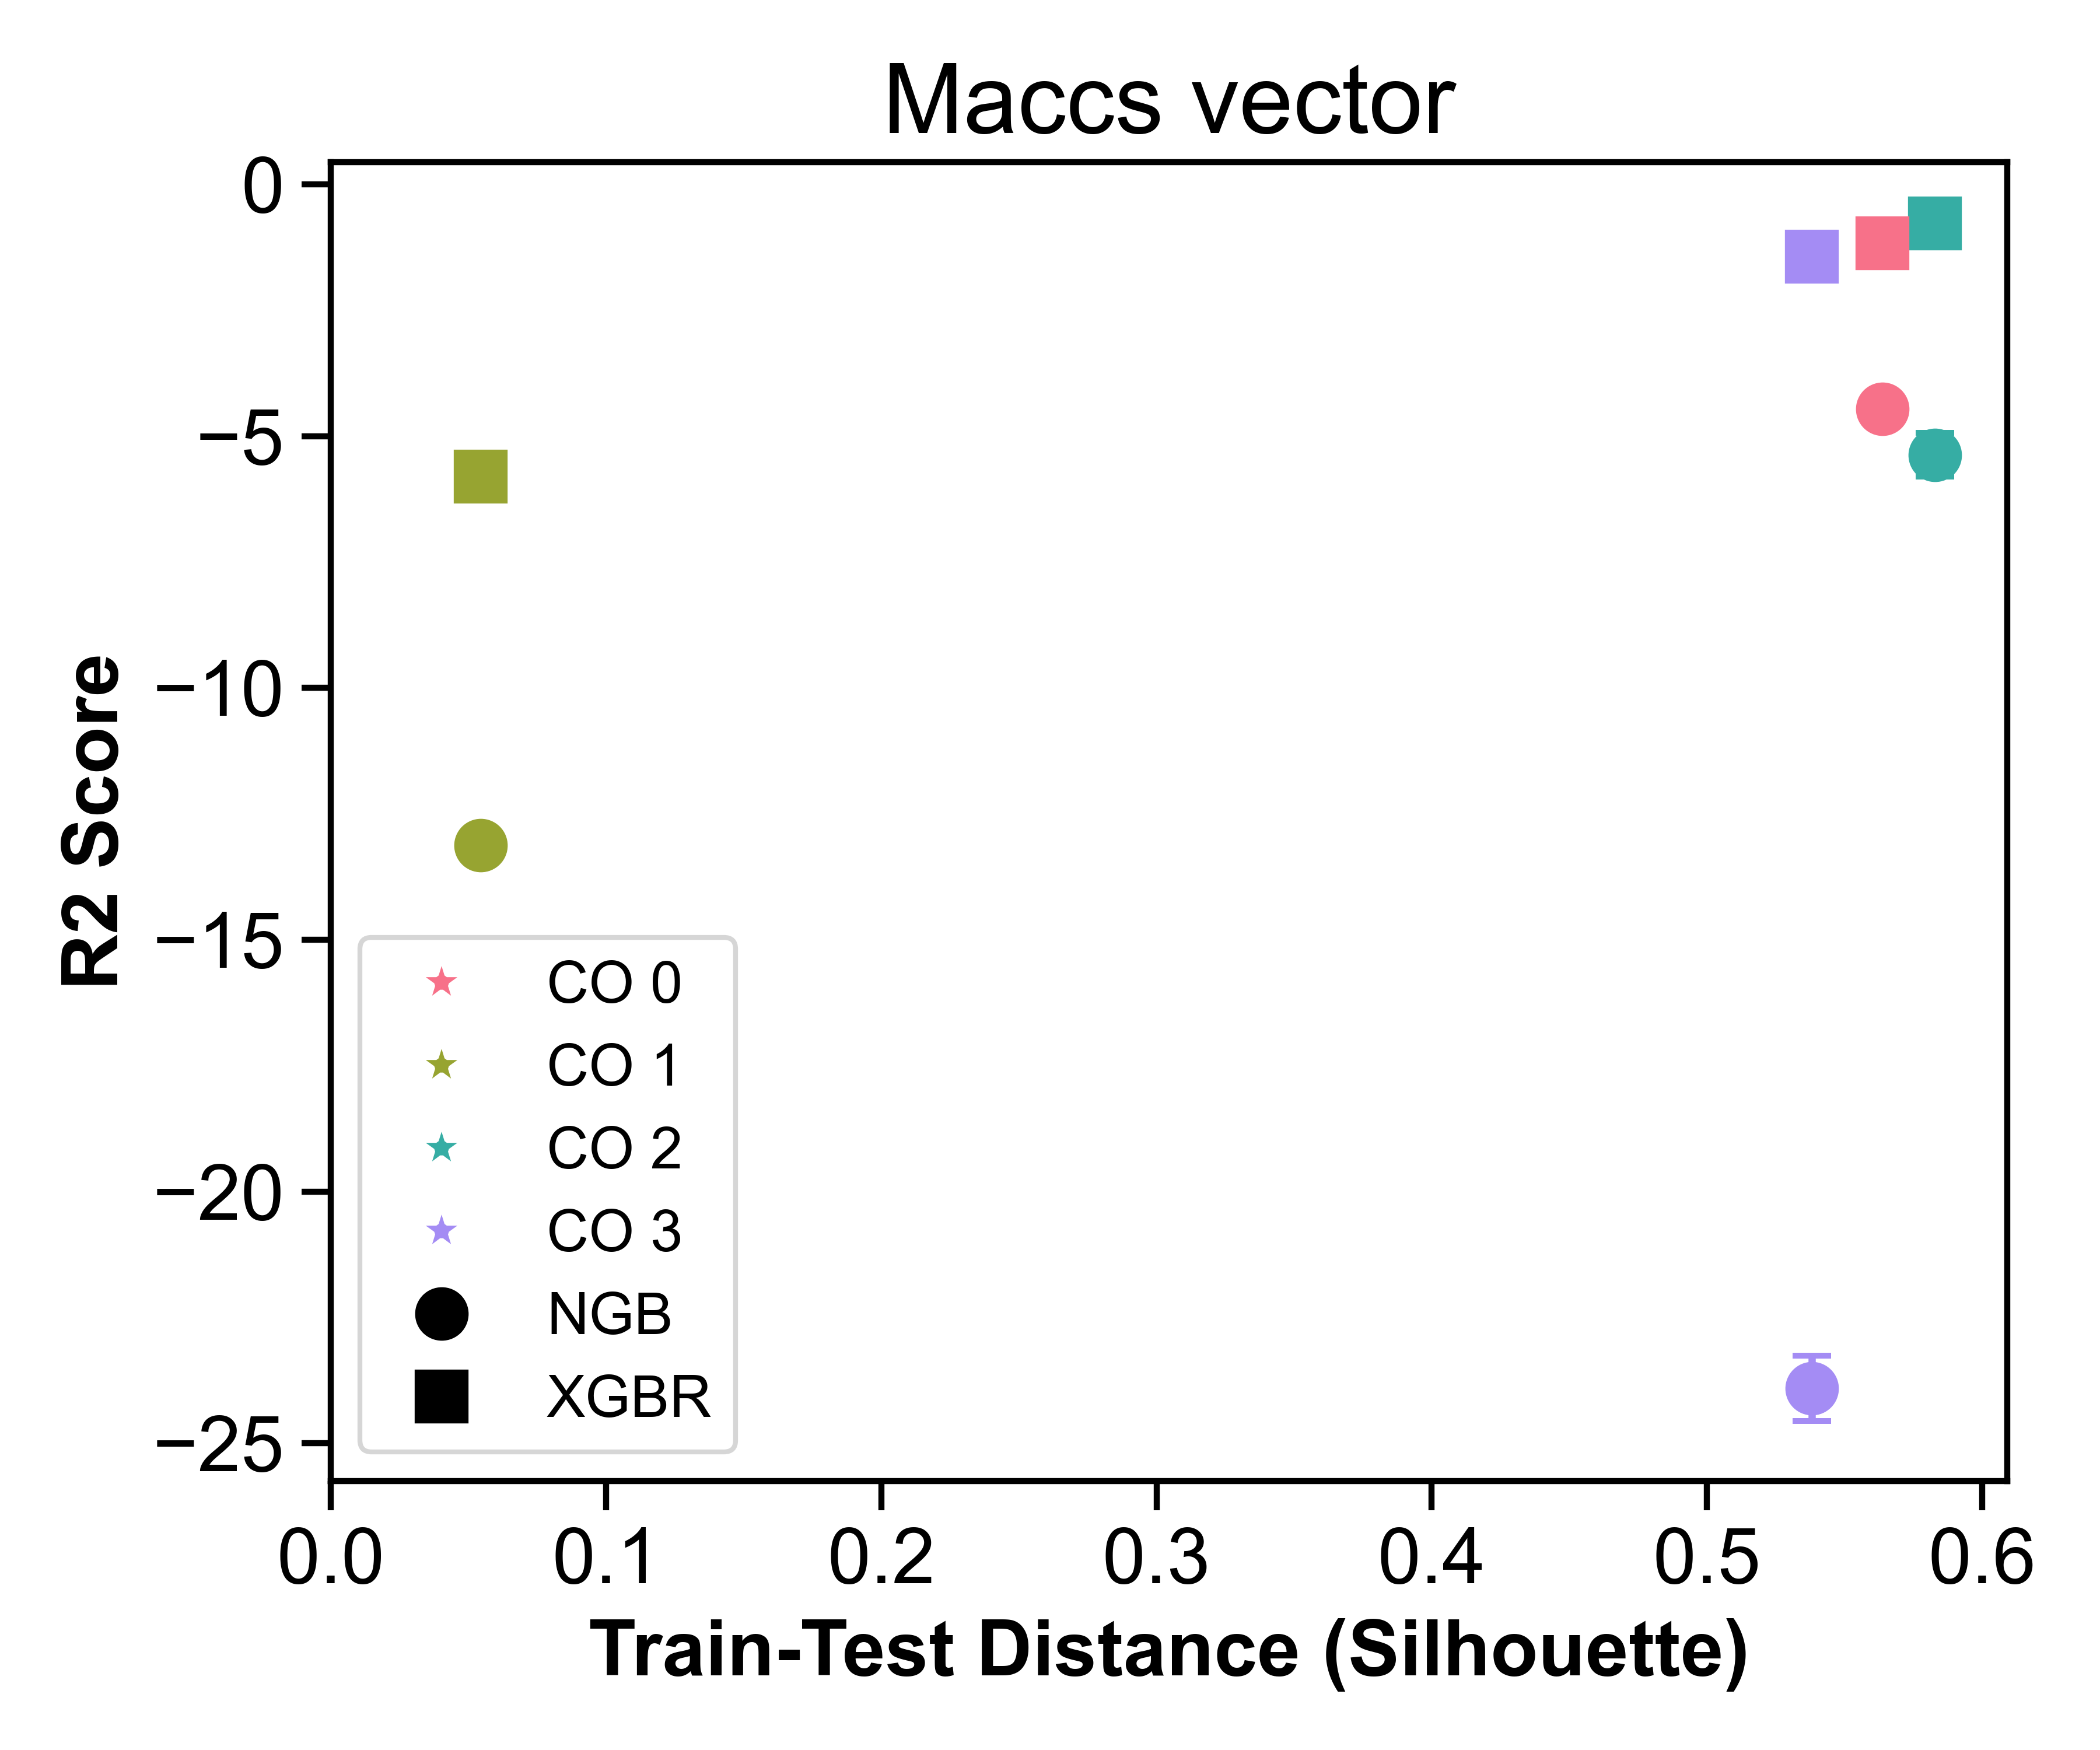 Maccs vector
0
−5
−10
−15
−20
−25
R2 Score
CO 0
CO 1
CO 2
CO 3
NGB
XGBR
0.0 0.1 0.2 0.3 0.4 0.5 0.6
Train-Test Distance (Silhouette)